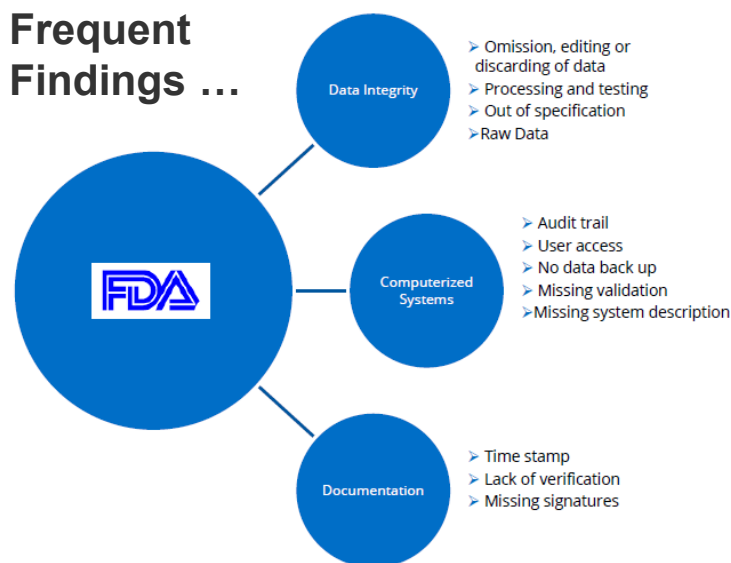 Frequent
Findings …
Data Integrity
➢ Omission, editing or
discarding of data
➢ Processing and testing
➢ Out of specification
➢Raw Data
FDA
Computerized
Systems
➢ Audit trail
➢ User access
➢ No data back up
➢ Missing validation
➢Missing system description
Documentation
➢ Time stamp
➢ Lack of verification
➢ Missing signatures